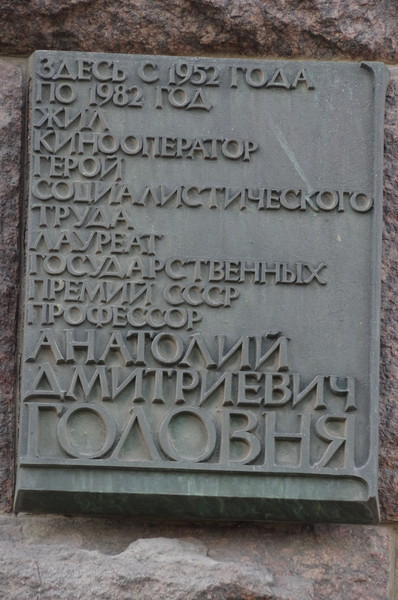 ЗДЕСЬ С 1952 ГОДА
ПО 1982 ГОД
ЖИЛ
КИНООПЕРАТОР
ГЕРОЙ
СОЦИАЛИСТИЧЕСКОГО
ТРУДА
ЛАУРЕАТ
ГОСУДАРСТВЕННЫХ
ПРЕМИЙ СССР
ПРОФЕССОР
АНАТОЛИЙ
ДМИТРИЕВИЧ
ГОЛОВНЯ